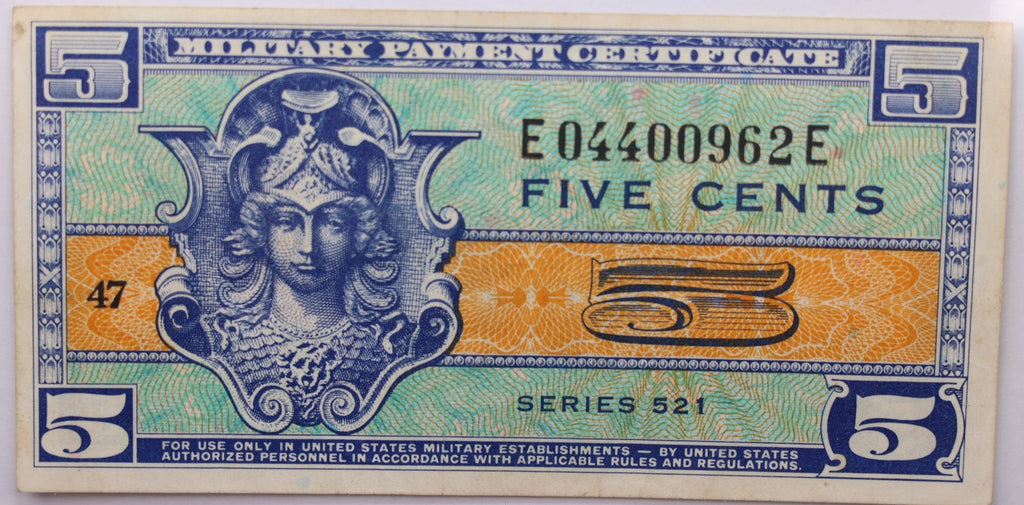 5 MILITARY PAYMENT CERTIFICATE 5
E04400962E
FIVE CENTS
47
5
SERIES 521
5 5
FOR USE ONLY IN UNITED STATES MILITARY ESTABLISHMENTS — BY UNITED STATES
AUTHORIZED PERSONNEL IN ACCORDANCE WITH APPLICABLE RULES AND REGULATIONS.